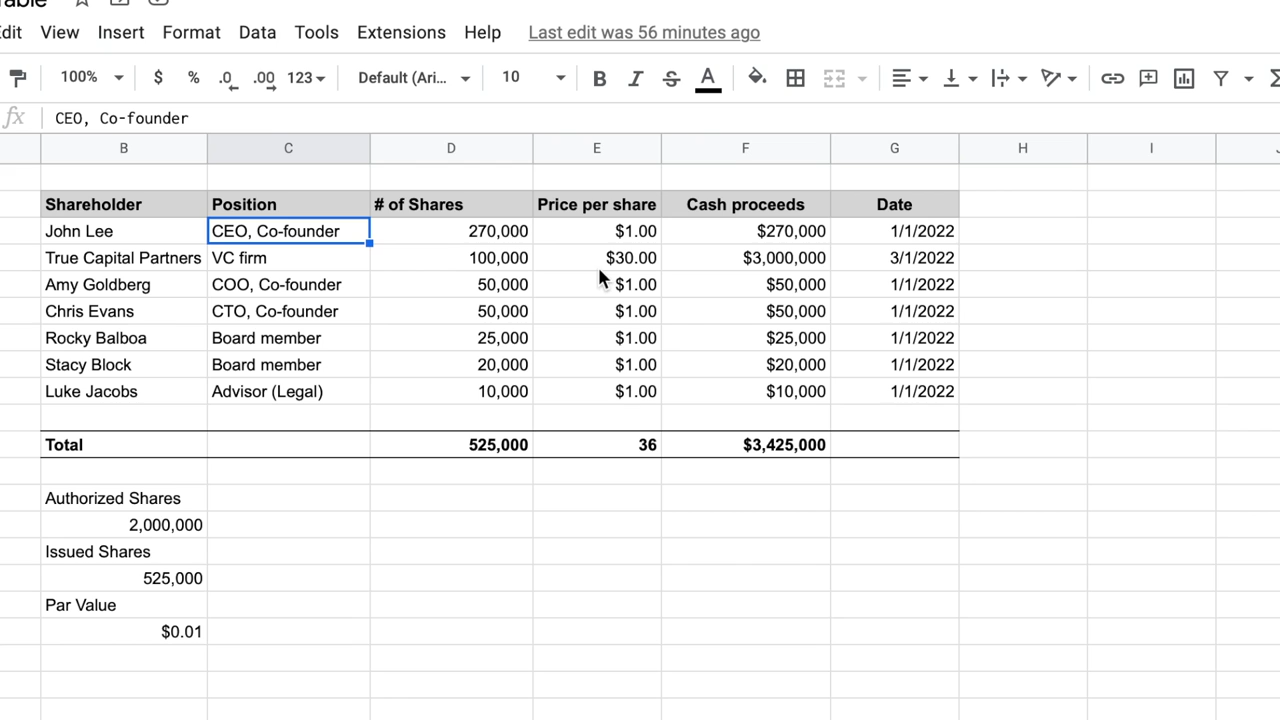 Edit View Insert Format Data Tools Extensions Help Last edit was 56 minutes ago
100% $ % .0 .00 123 Default (Ari... 10 B I S A
fx CEO, Co-founder
B C D E F G H I
Shareholder Position # of Shares Price per share Cash proceeds Date
John Lee CEO, Co-founder 270,000 $1.00 $270,000 1/1/2022
True Capital Partners VC firm 100,000 $30.00 $3,000,000 3/1/2022
Amy Goldberg COO, Co-founder 50,000 $1.00 $50,000 1/1/2022
Chris Evans CTO, Co-founder 50,000 $1.00 $50,000 1/1/2022
Rocky Balboa Board member 25,000 $1.00 $25,000 1/1/2022
Stacy Block Board member 20,000 $1.00 $20,000 1/1/2022
Luke Jacobs Advisor (Legal) 10,000 $1.00 $10,000 1/1/2022
Total 525,000 36 $3,425,000
Authorized Shares
2,000,000
Issued Shares
525,000
Par Value
$0.01